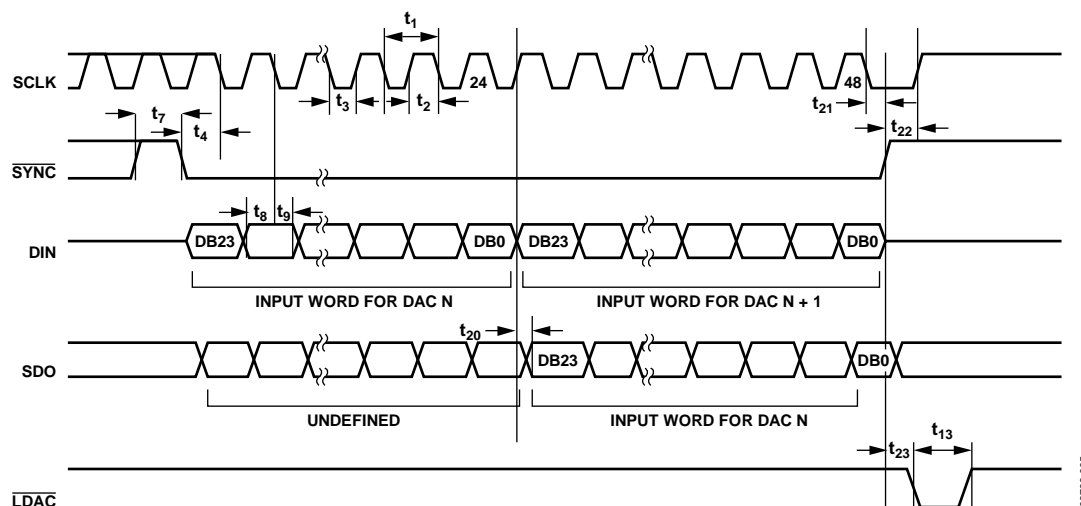 t1
SCLK
24
48
t3
t2
t21
t7
t4
t22
SYNC
t8
t9
DIN
DB23
DB0
DB23
DB0
INPUT WORD FOR DAC N
INPUT WORD FOR DAC N + 1
t20
SDO
DB23
DB0
UNDEFINED
INPUT WORD FOR DAC N
t23
t13
LDAC